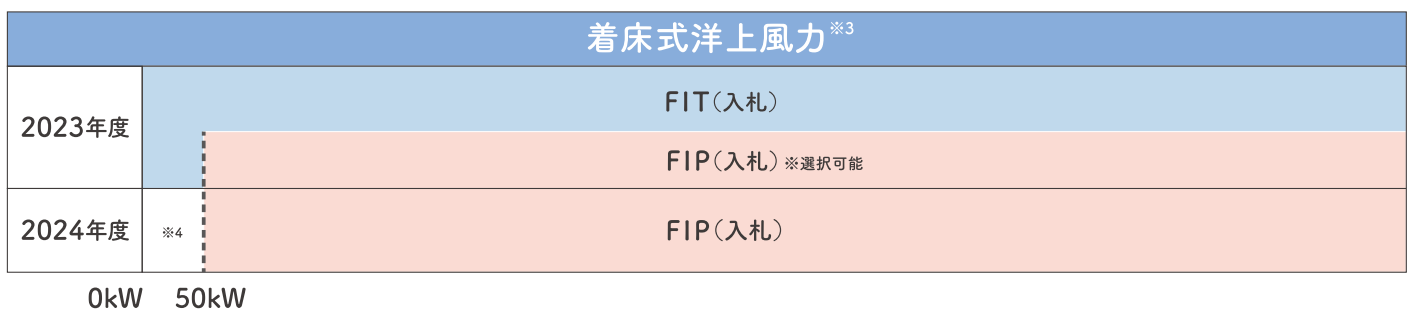 着床式洋上風力※3
2023年度
FIT(入札)
FIP(入札) ※選択可能
2024年度
※4
FIP(入札)
0kW 50kW